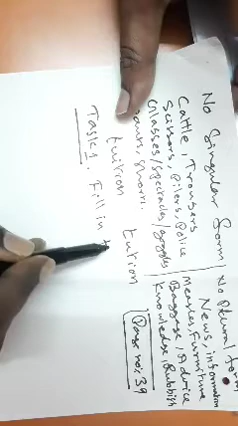 No Singular form / No plural form
Cattle, Trousers / News, information
Scissors, Pliers, Police / Measles, Furniture
Glasses/Spectacles/goggles / Baggage, Advice
shorts. Knowledge, Rubbish
tuition tution
Task 1. Fill in
Page no: 39